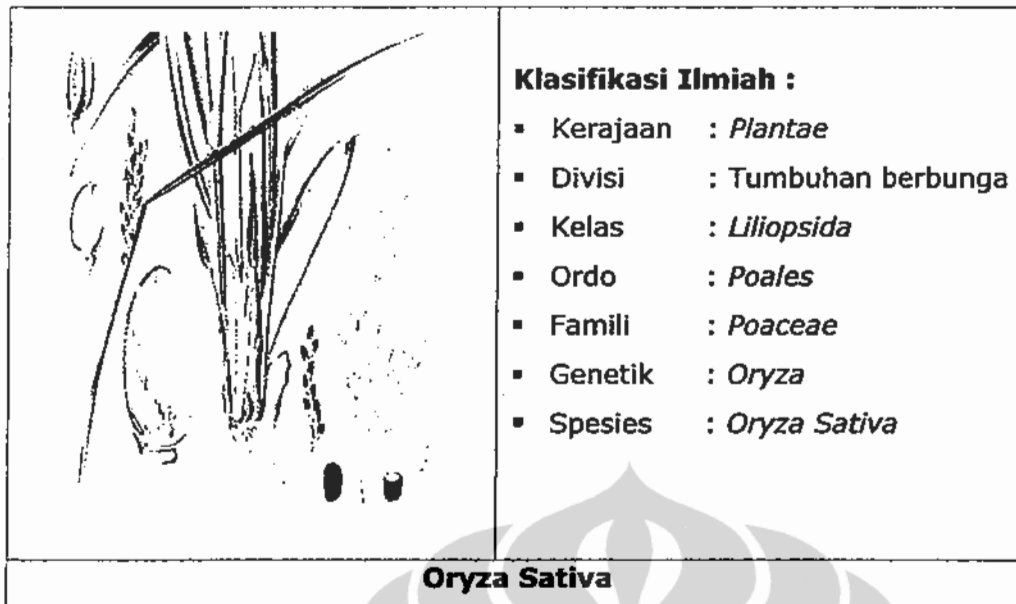 Klasifikasi Ilmiah :
▪ Kerajaan : Plantae
▪ Divisi : Tumbuhan berbunga
▪ Kelas : Liliopsida
▪ Ordo : Poales
▪ Famili : Poaceae
▪ Genetik : Oryza
▪ Spesies : Oryza Sativa
Oryza Sativa